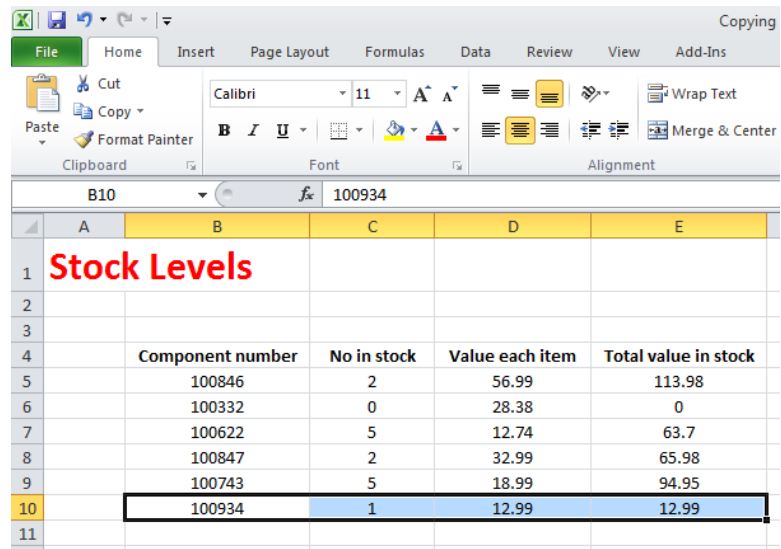 Copying
File Home Insert Page Layout Formulas Data Review View Add-Ins
Paste
Cut
Copy
Format Painter
Clipboard
Calibri 11 A A
B I U A
Font
Wrap Text
Merge & Center
Alignment
B10 fx 100934
A B C D E
1 Stock Levels
2
3
4 Component number No in stock Value each item Total value in stock
5 100846 2 56.99 113.98
6 100332 0 28.38 0
7 100622 5 12.74 63.7
8 100847 2 32.99 65.98
9 100743 5 18.99 94.95
10 100934 1 12.99 12.99
11